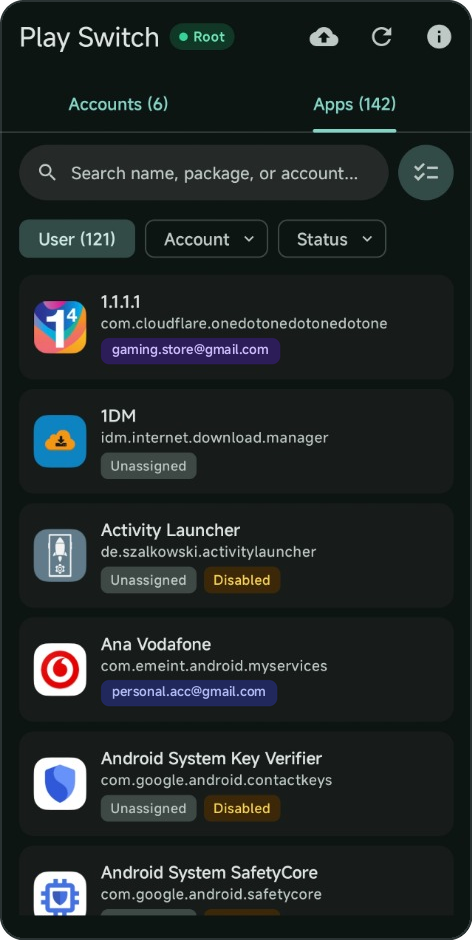 Play Switch
Root
Accounts (6)
Apps (142)
Search name, package, or account...
User (121)
Account
Status
1.1.1.1
com.cloudflare.onedotonedotonedotone
gaming.store@gmail.com
1DM
idm.internet.download.manager
Unassigned
Activity Launcher
de.szalkowski.activitylauncher
Unassigned
Disabled
Ana Vodafone
com.emeint.android.myservices
personal.acc@gmail.com
Android System Key Verifier
com.google.android.contactkeys
Unassigned
Disabled
Android System SafetyCore
com.google.android.safetycore